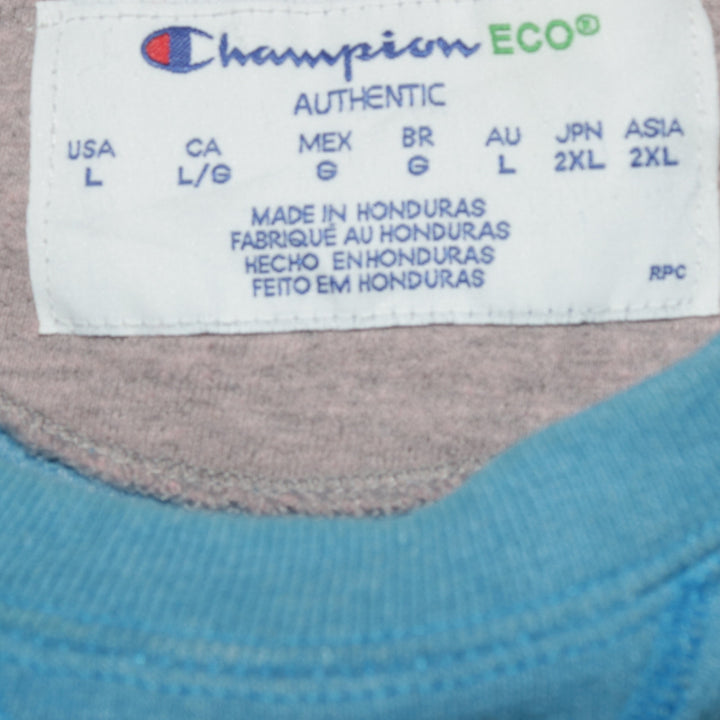 Champion ECO®
AUTHENTIC
USA CA MEX BR AU JPN ASIA
L L/G G G L 2XL 2XL
MADE IN HONDURAS
FABRIQUÉ AU HONDURAS
HECHO EN HONDURAS
FEITO EM HONDURAS
RPC